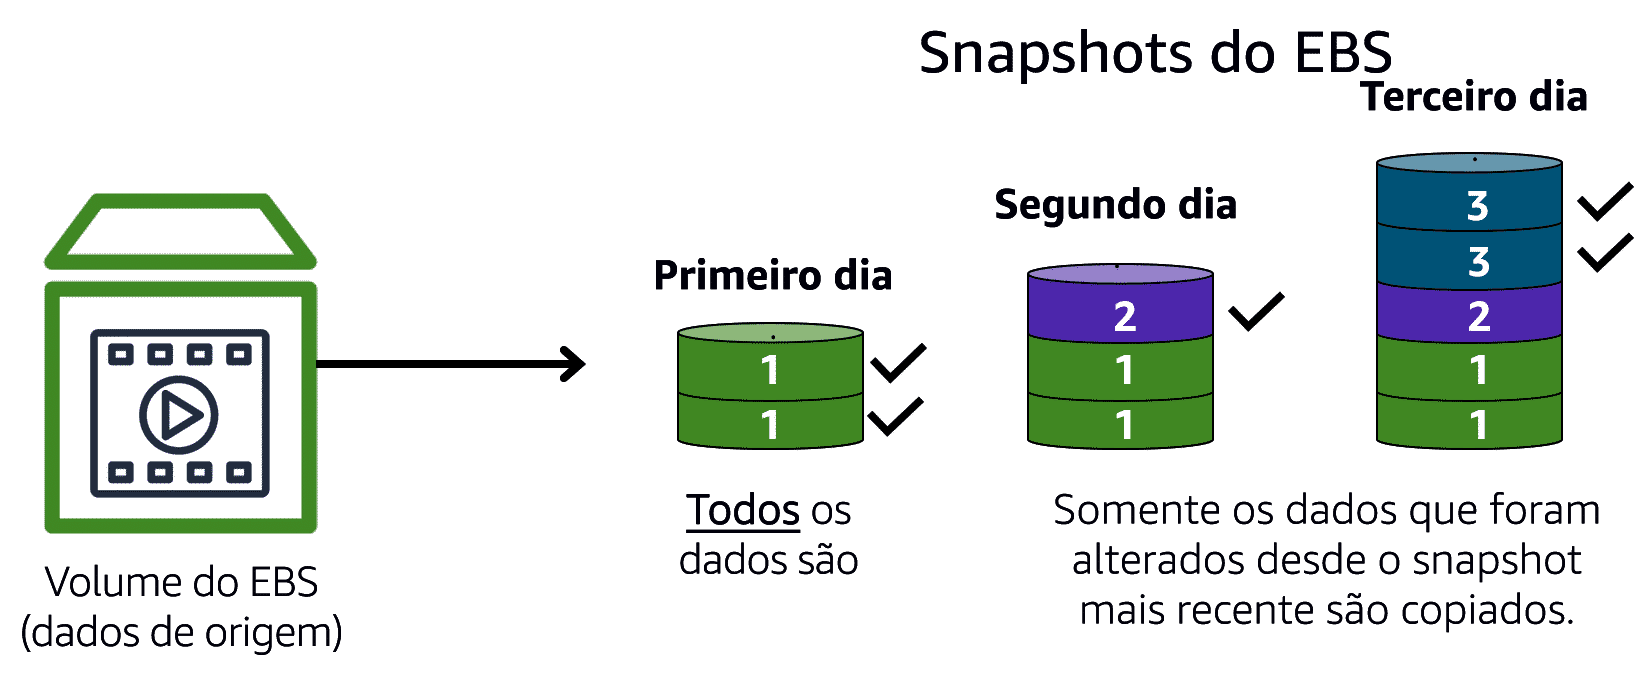 Snapshots do EBS
Terceiro dia
Segundo dia
Primeiro dia
3
3
2
1
1
2
1
1
1
1
Todos os
dados são
Somente os dados que foram
alterados desde o snapshot
mais recente são copiados.
Volume do EBS
(dados de origem)